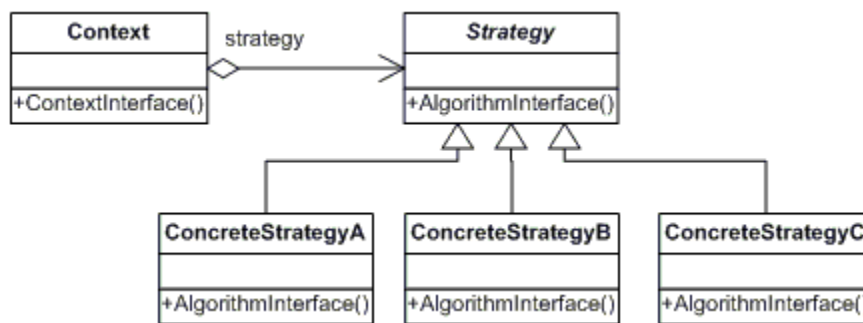 Context
strategy
Strategy
+ContextInterface()
+AlgorithmInterface()
ConcreteStrategyA
ConcreteStrategyB
ConcreteStrategyC
+AlgorithmInterface()
+AlgorithmInterface()
+AlgorithmInterface()